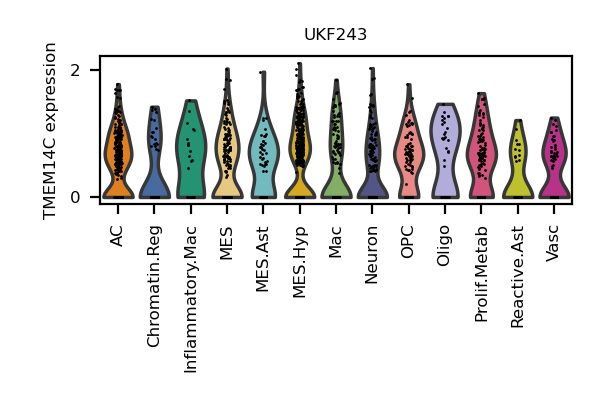 UKF243
TMEM14C expression
2
0
AC
Chromatin.Reg
Inflammatory.Mac
MES
MES.Ast
MES.Hyp
Mac
Neuron
OPC
Oligo
Prolif.Metab
Reactive.Ast
Vasc